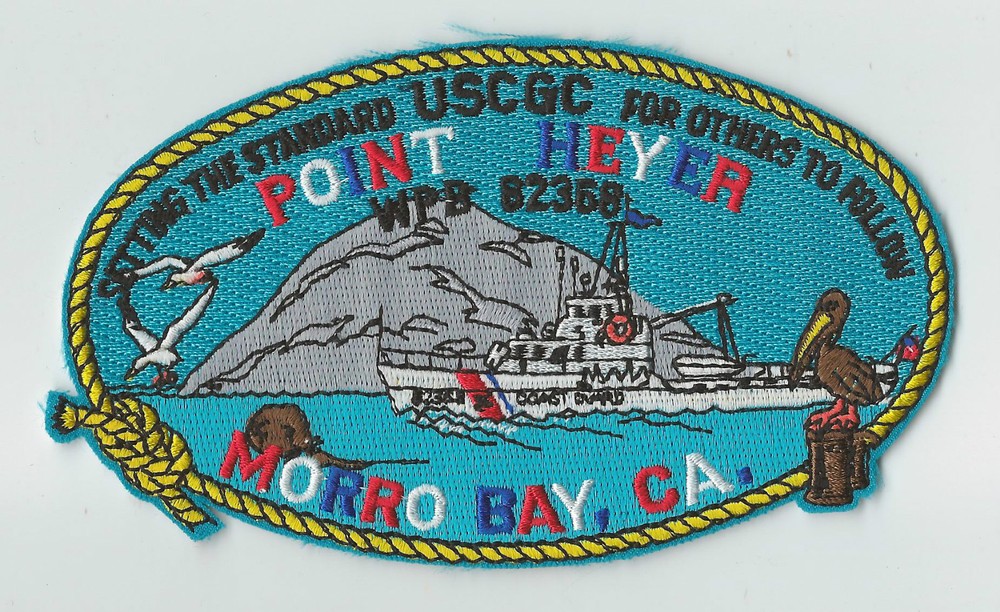 SETTING THE STANDARD USCGC FOR OTHERS TO FOLLOW
POINT HEYER
WPB 82369
COAST GUARD
MORRO BAY, CA.